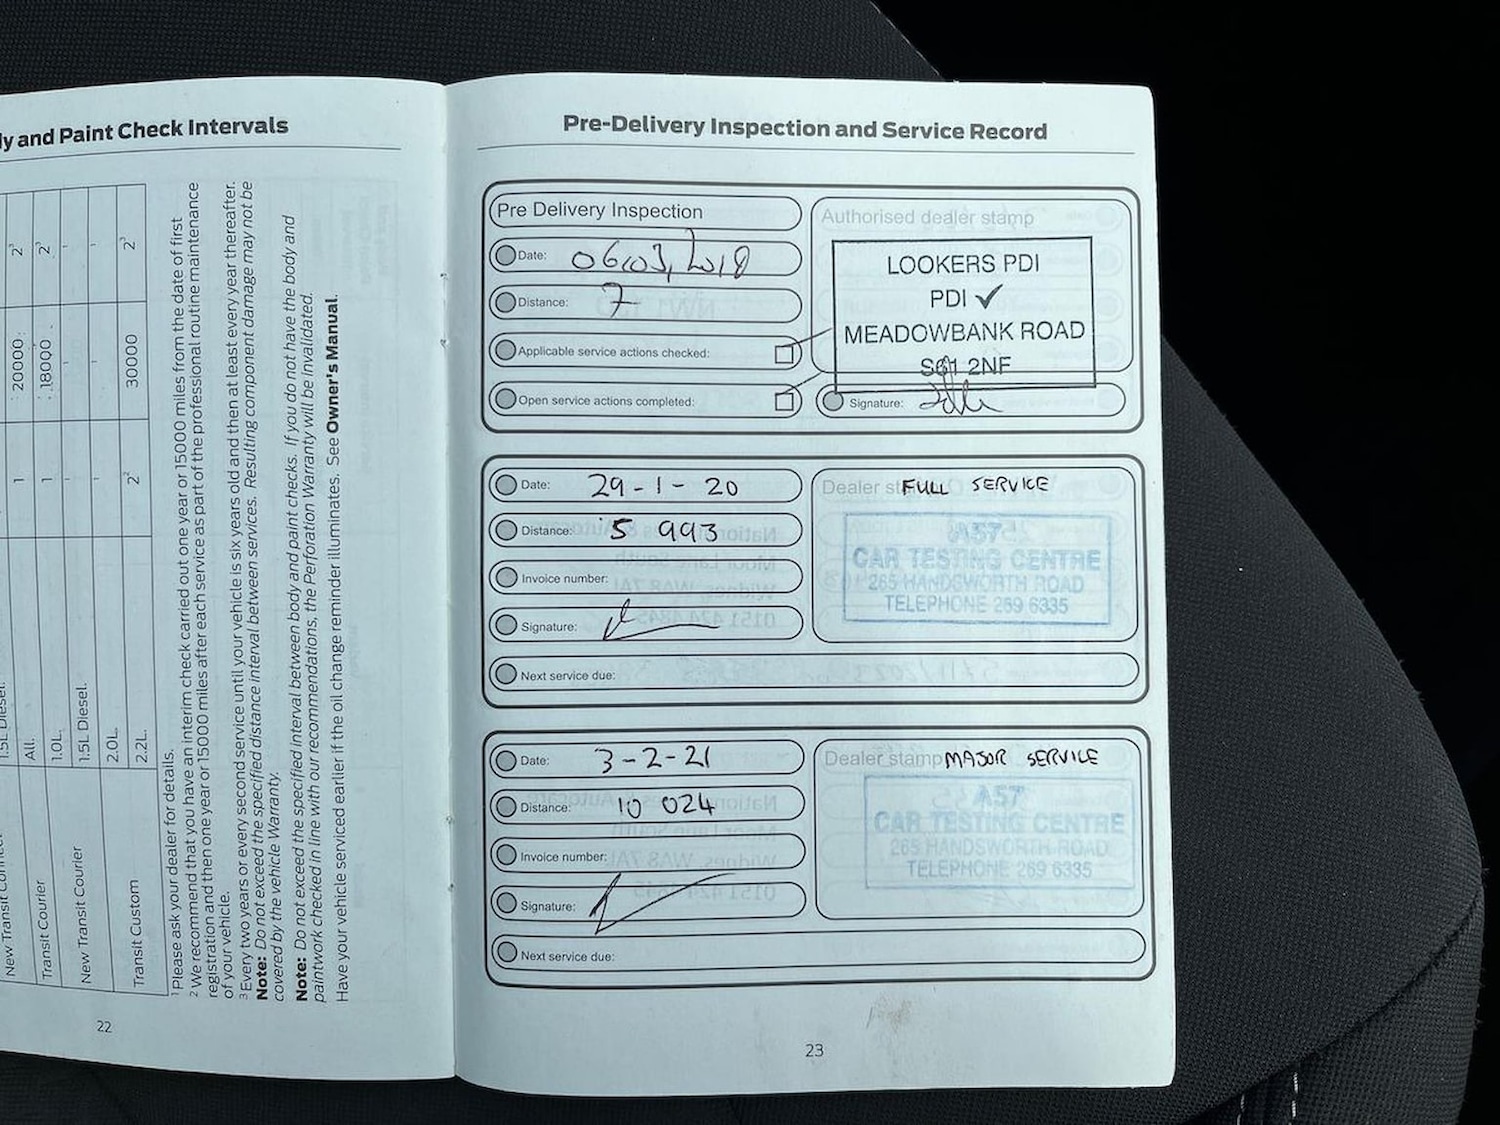 ly and Paint Check Intervals
2³ 2³ - - 2³
20000 18000 - - 30000
1 1 - - 2²
1.5L Diesel.
All.
1.0L.
1.5L Diesel.
2.0L.
2.2L.
New Transit Connect
Transit Courier
New Transit Courier
Transit Custom
¹ Please ask your dealer for details.
² We recommend that you have an interim check carried out one year or 15000 miles from the date of first
registration and then one year or 15000 miles after each service as part of the professional routine maintenance
of your vehicle.
³ Every two years or every second service until your vehicle is six years old and then at least every year thereafter.
Note: Do not exceed the specified distance interval between services. Resulting component damage may not be
covered by the vehicle Warranty.
Note: Do not exceed the specified interval between body and paint checks. If you do not have the body and
paintwork checked in line with our recommendations, the Perforation Warranty will be invalidated.
Have your vehicle serviced earlier if the oil change reminder illuminates. See Owner's Manual.
22
Pre-Delivery Inspection and Service Record
Pre Delivery Inspection
Date: 06,03,2018
Distance: 7
Applicable service actions checked:
Open service actions completed:
Authorised dealer stamp
LOOKERS PDI
PDI ✓
MEADOWBANK ROAD
S61 2NF
Signature:
Date: 29-1-20
Distance: 5 993
Invoice number:
Signature:
Next service due:
Dealer stamp FULL SERVICE
A57
CAR TESTING CENTRE
265 HANDSWORTH ROAD
TELEPHONE 269 6335
Date: 3-2-21
Distance: 10 024
Invoice number:
Signature:
Next service due:
Dealer stamp MAJOR SERVICE
A57
CAR TESTING CENTRE
265 HANDSWORTH ROAD
TELEPHONE 269 6335
23